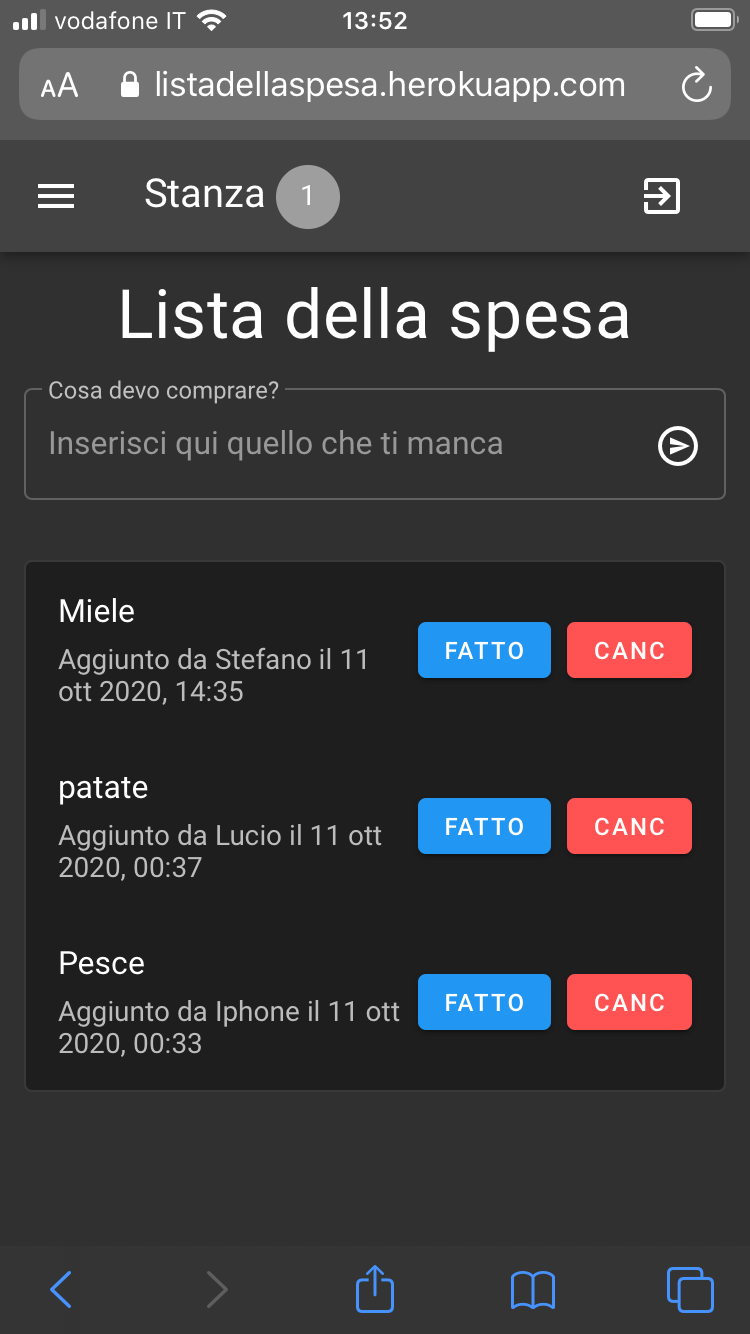 vodafone IT 13:52
AA listadellaspesa.herokuapp.com
Stanza 1
Lista della spesa
Cosa devo comprare?
Inserisci qui quello che ti manca
Miele
Aggiunto da Stefano il 11
ott 2020, 14:35
FATTO CANC
patate
Aggiunto da Lucio il 11 ott
2020, 00:37
FATTO CANC
Pesce
Aggiunto da Iphone il 11 ott
2020, 00:33
FATTO CANC